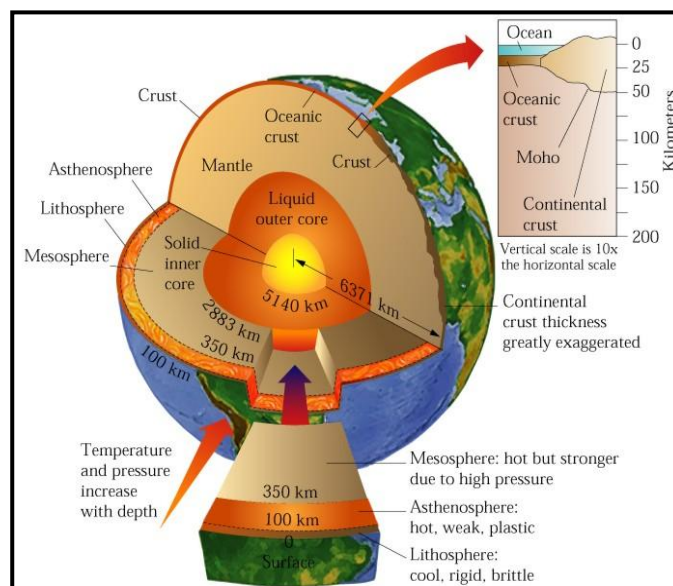 Ocean
Oceanic
crust
Moho
Continental
crust
0
25
50
100
150
200
Kilometers
Vertical scale is 10x
the horizontal scale
Crust
Oceanic
crust
Crust
Mantle
Asthenosphere
Lithosphere
Mesosphere
Liquid
outer core
Solid
inner
core
6371 km
5140 km
2883 km
350 km
100 km
Continental
crust thickness
greatly exaggerated
Temperature
and pressure
increase
with depth
350 km
100 km
0
Surface
Mesosphere: hot but stronger
due to high pressure
Asthenosphere:
hot, weak, plastic
Lithosphere:
cool, rigid, brittle